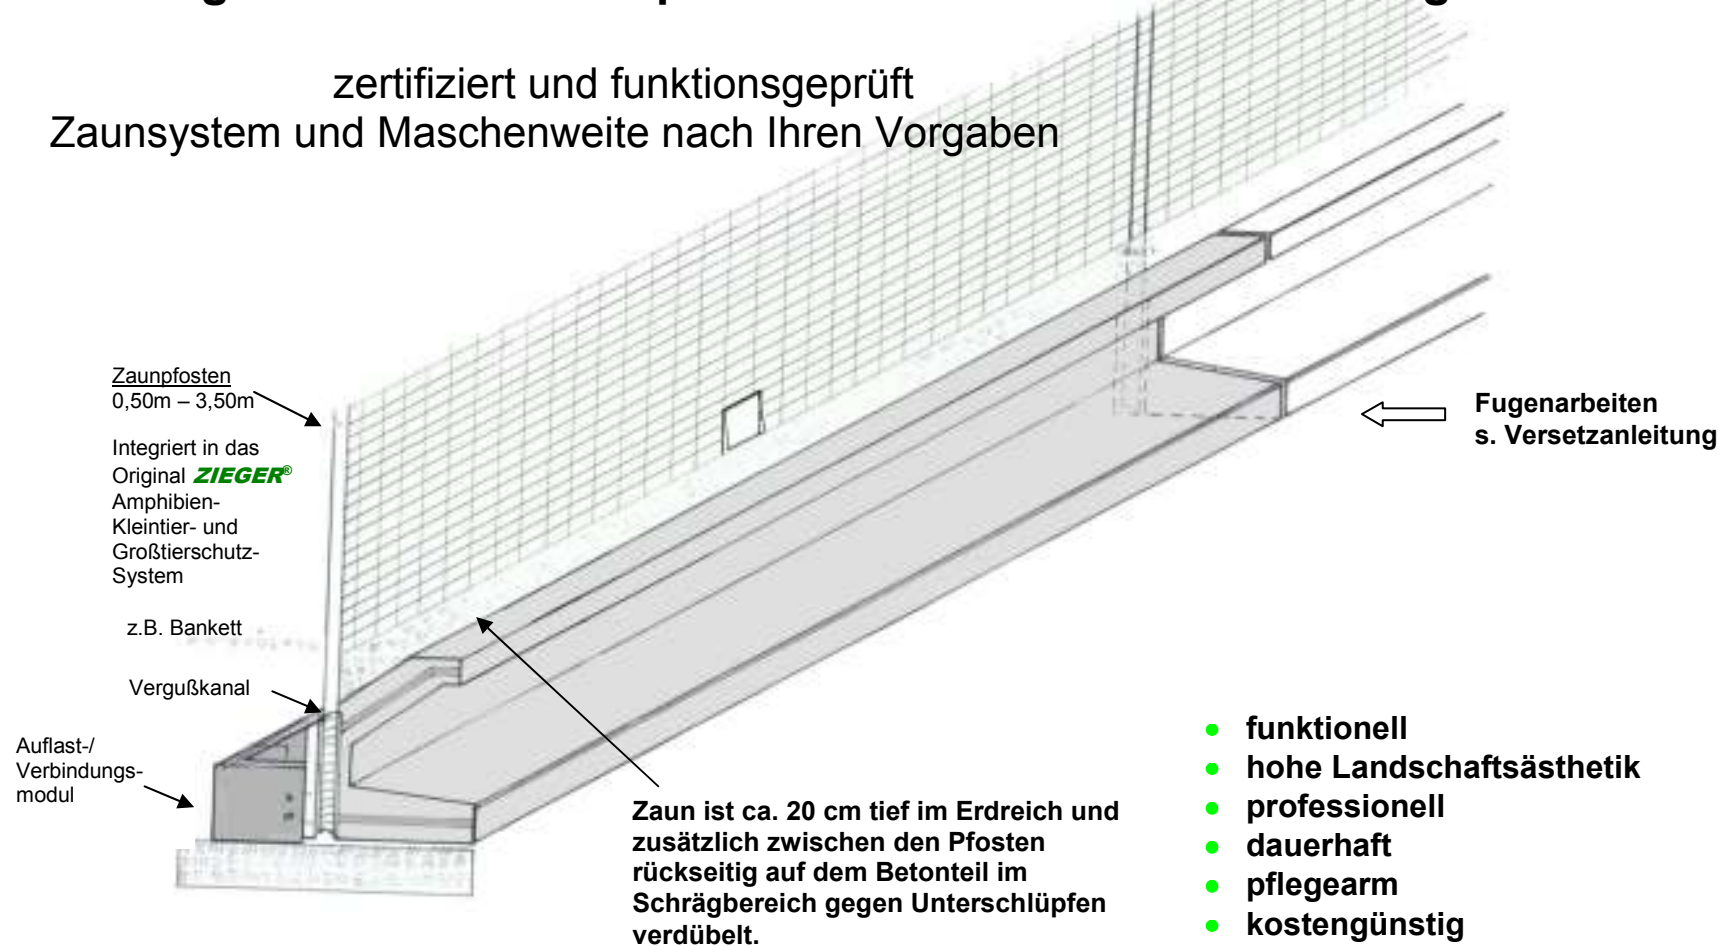 zertifiziert und funktionsgeprüft
Zaunsystem und Maschenweite nach Ihren Vorgaben
Zaunpfosten
0,50m – 3,50m
Integriert in das
Original ZIEGER®
Amphibien-
Kleintier- und
Großtierschutz-
System
z.B. Bankett
Vergußkanal
Auflast-/
Verbindungs-
modul
Fugenarbeiten
s. Versetzanleitung
Zaun ist ca. 20 cm tief im Erdreich und
zusätzlich zwischen den Pfosten
rückseitig auf dem Betonteil im
Schrägbereich gegen Unterschlüpfen
verdübelt.
• funktionell
• hohe Landschaftsästhetik
• professionell
• dauerhaft
• pflegearm
• kostengünstig